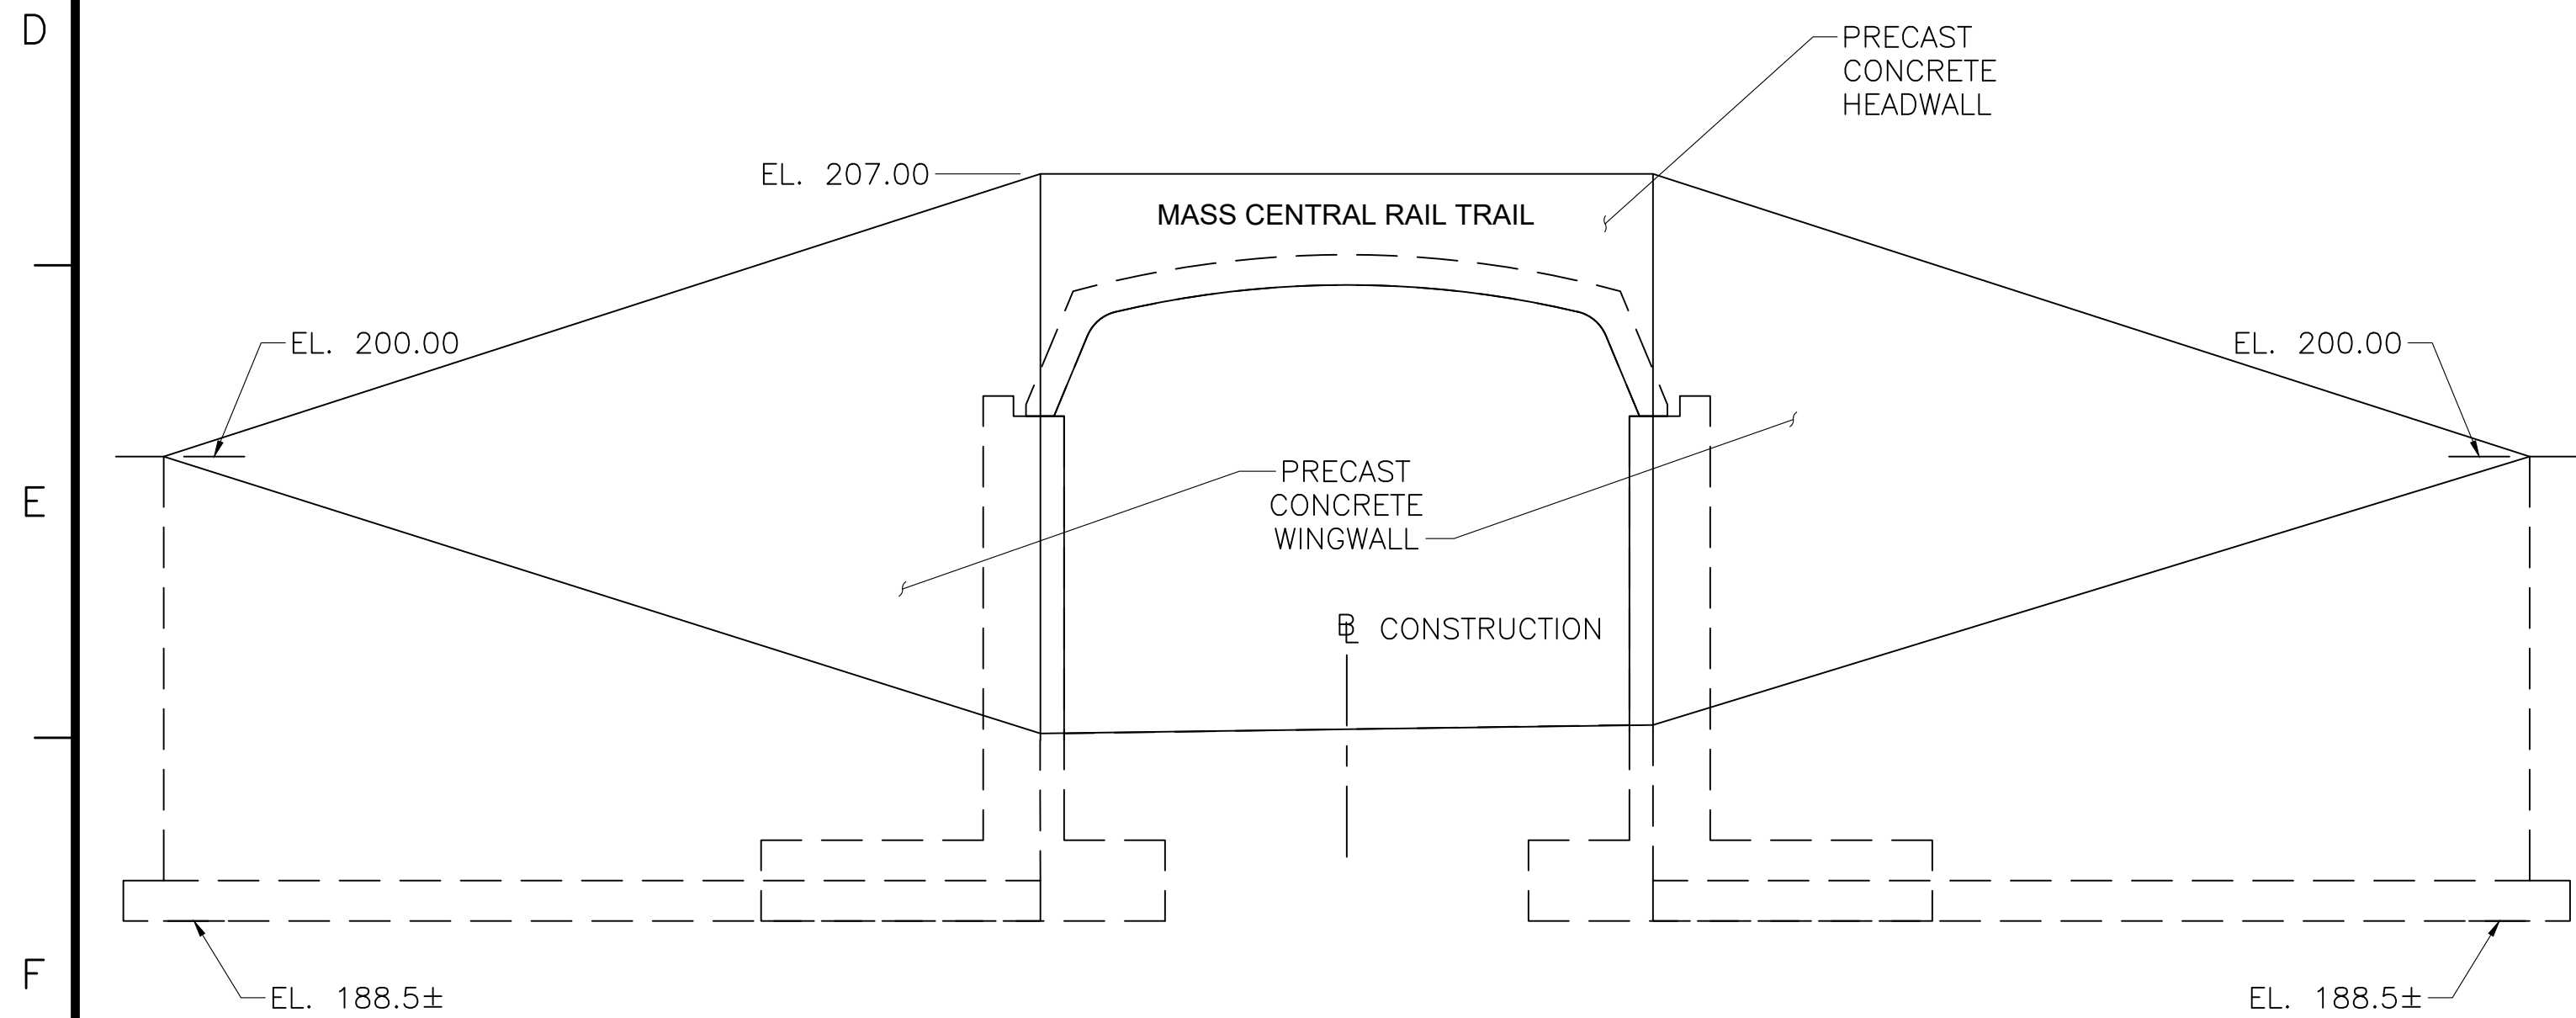 D
PRECAST
CONCRETE
HEADWALL
EL. 207.00
MASS CENTRAL RAIL TRAIL
EL. 200.00
EL. 200.00
E
PRECAST
CONCRETE
WINGWALL
BL CONSTRUCTION
F
EL. 188.5±
EL. 188.5±